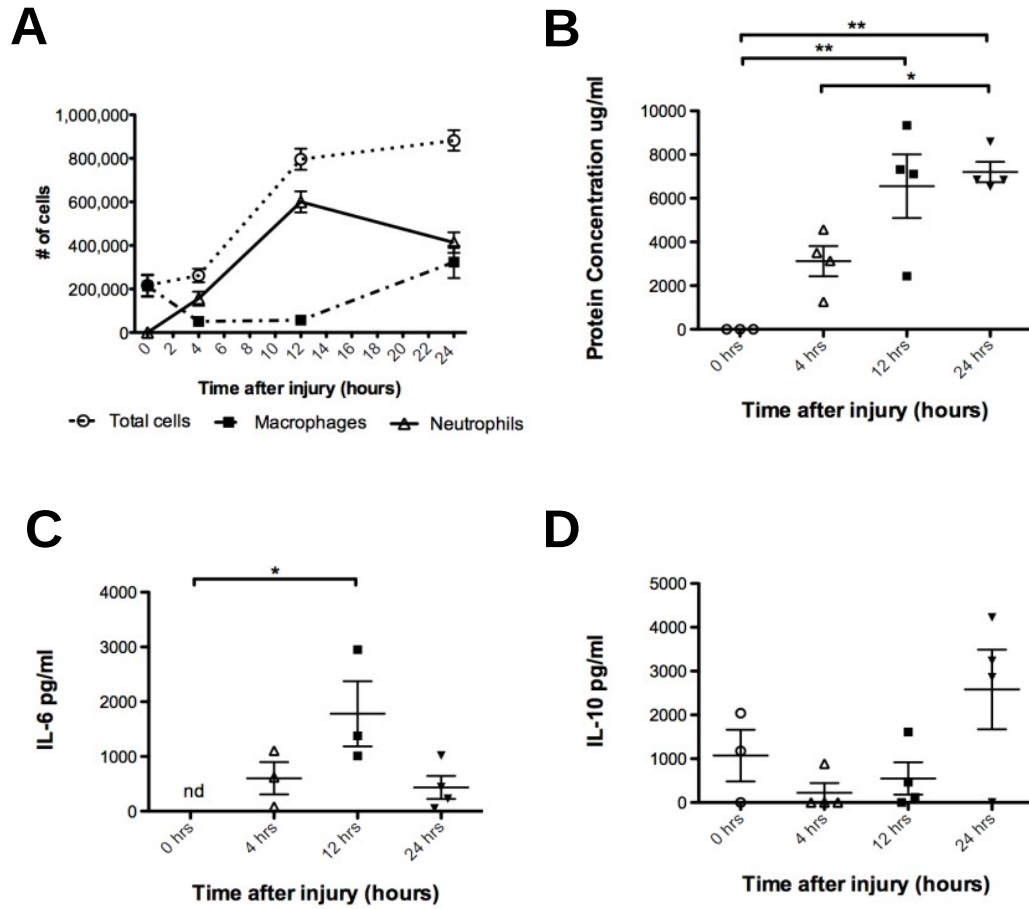 A
1,000,000
800,000
600,000
400,000
200,000
0
# of cells
0 2 4 6 8 10 12 14 16 18 20 22 24
Time after injury (hours)
Total cells Macrophages Neutrophils
B
**
**
*
10000
8000
6000
4000
2000
0
Protein Concentration ug/ml
0 hrs 4 hrs 12 hrs 24 hrs
Time after injury (hours)
C
*
4000
3000
2000
1000
0
IL-6 pg/ml
nd
0 hrs 4 hrs 12 hrs 24 hrs
Time after injury (hours)
D
5000
4000
3000
2000
1000
0
IL-10 pg/ml
0 hrs 4 hrs 12 hrs 24 hrs
Time after injury (hours)